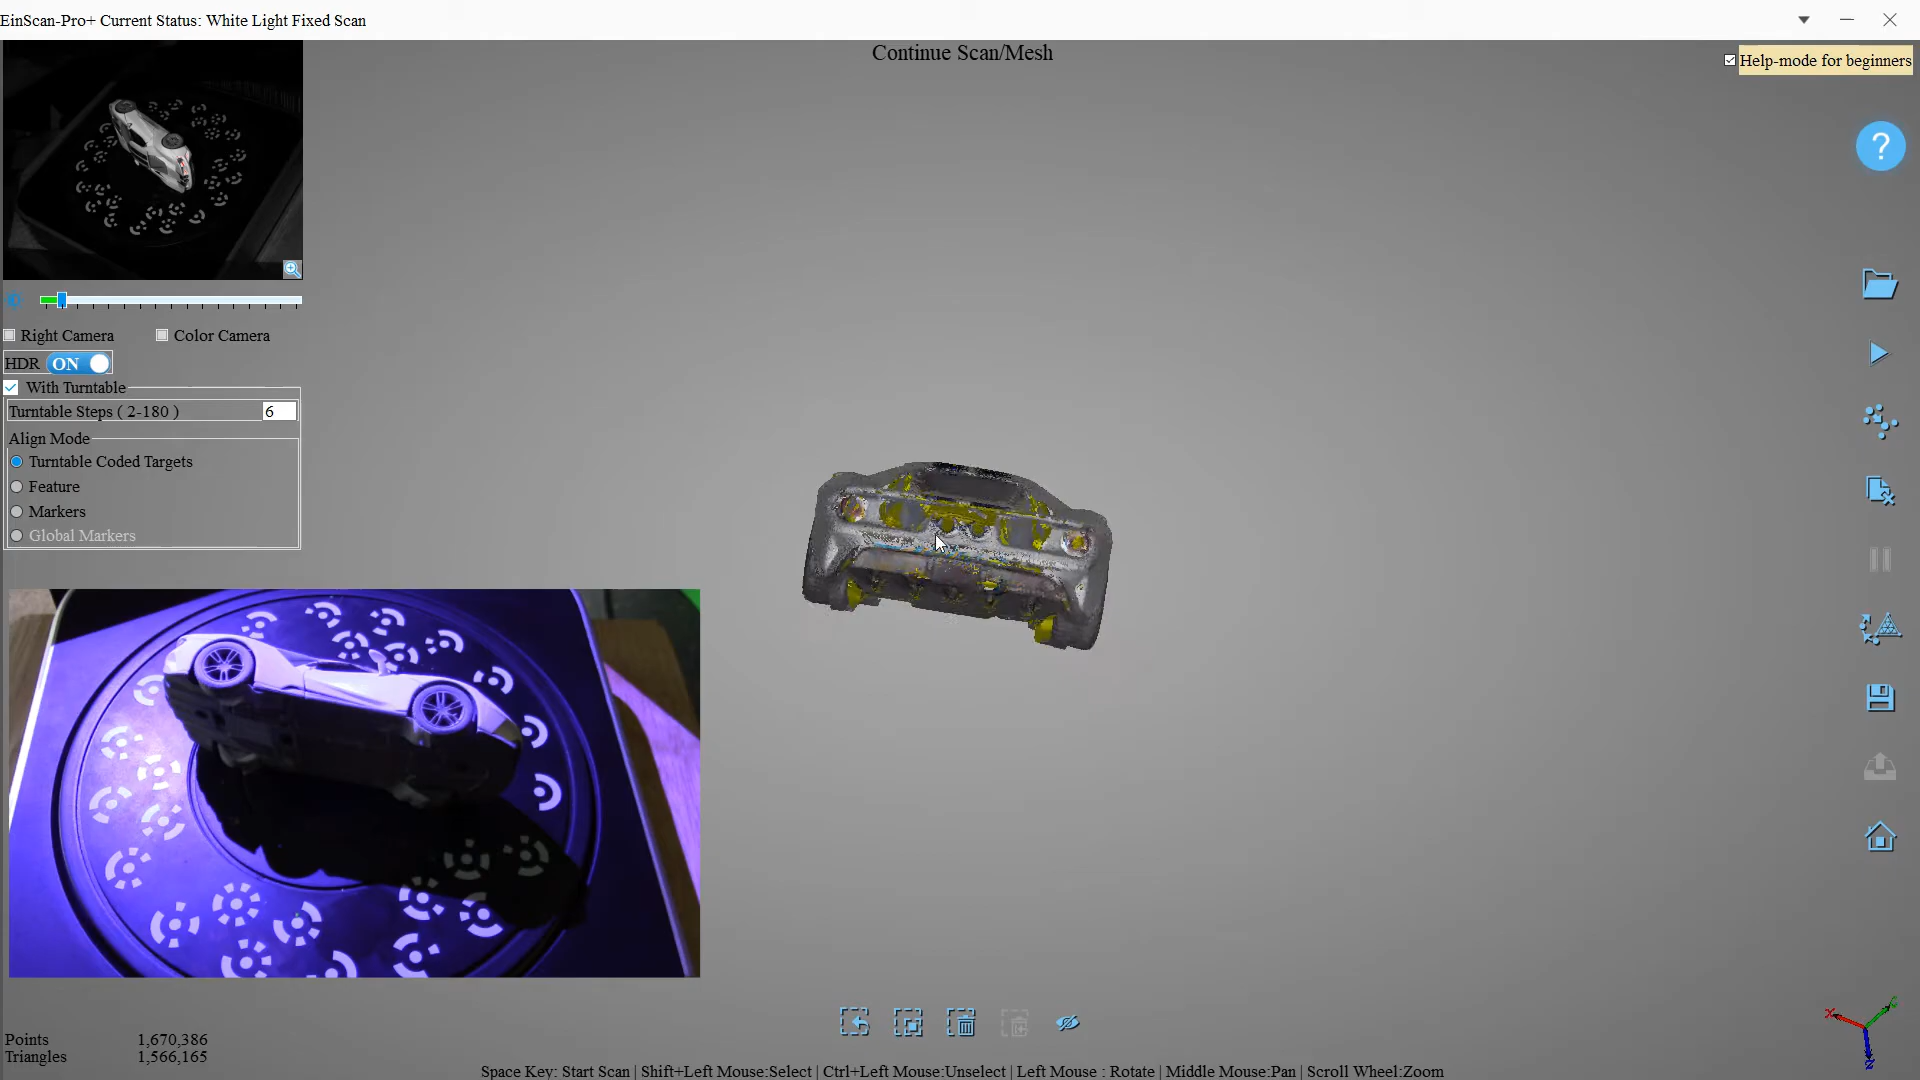 EinScan-Pro+ Current Status: White Light Fixed Scan
Continue Scan/Mesh
Help-mode for beginners
?
Right Camera
Color Camera
HDR ON
With Turntable
Turntable Steps ( 2-180 ) 6
Align Mode
Turntable Coded Targets
Feature
Markers
Global Markers
Points 1,670,386
Triangles 1,566,165
X
Z
Space Key: Start Scan | Shift+Left Mouse:Select | Ctrl+Left Mouse:Unselect | Left Mouse : Rotate | Middle Mouse:Pan | Scroll Wheel:Zoom